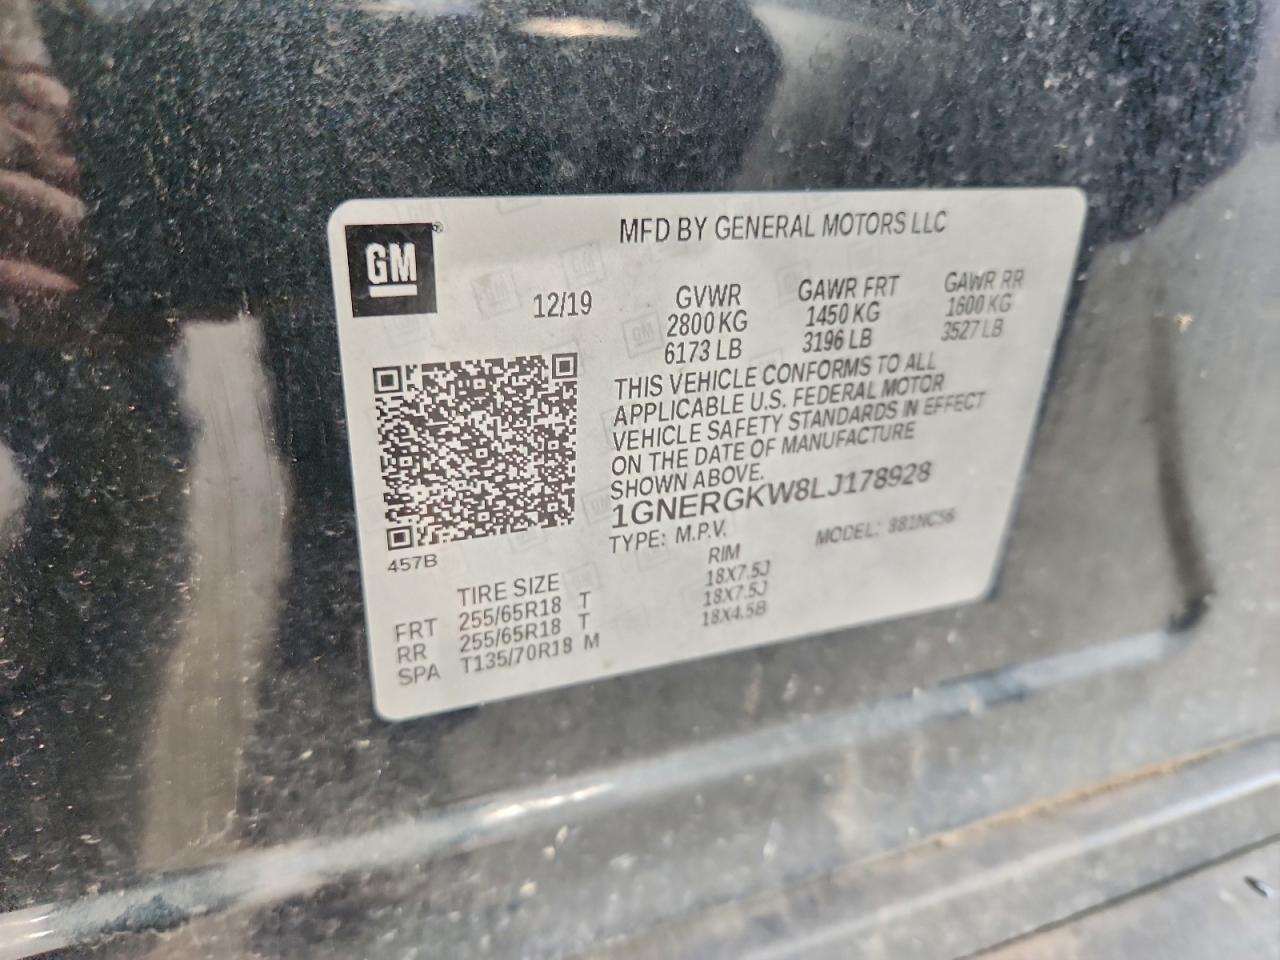 GM ®
MFD BY GENERAL MOTORS LLC
12/19
GVWR GAWR FRT GAWR RR
2800 KG 1450 KG 1600 KG
6173 LB 3196 LB 3527 LB
THIS VEHICLE CONFORMS TO ALL
APPLICABLE U.S. FEDERAL MOTOR
VEHICLE SAFETY STANDARDS IN EFFECT
ON THE DATE OF MANUFACTURE
SHOWN ABOVE.
1GNERGKW8LJ178928
TYPE: M.P.V. MODEL:
457B
TIRE SIZE RIM
FRT 255/65R18 T 18X7.5J
RR 255/65R18 T 18X7.5J
SPA T135/70R18 M 18X4.5B